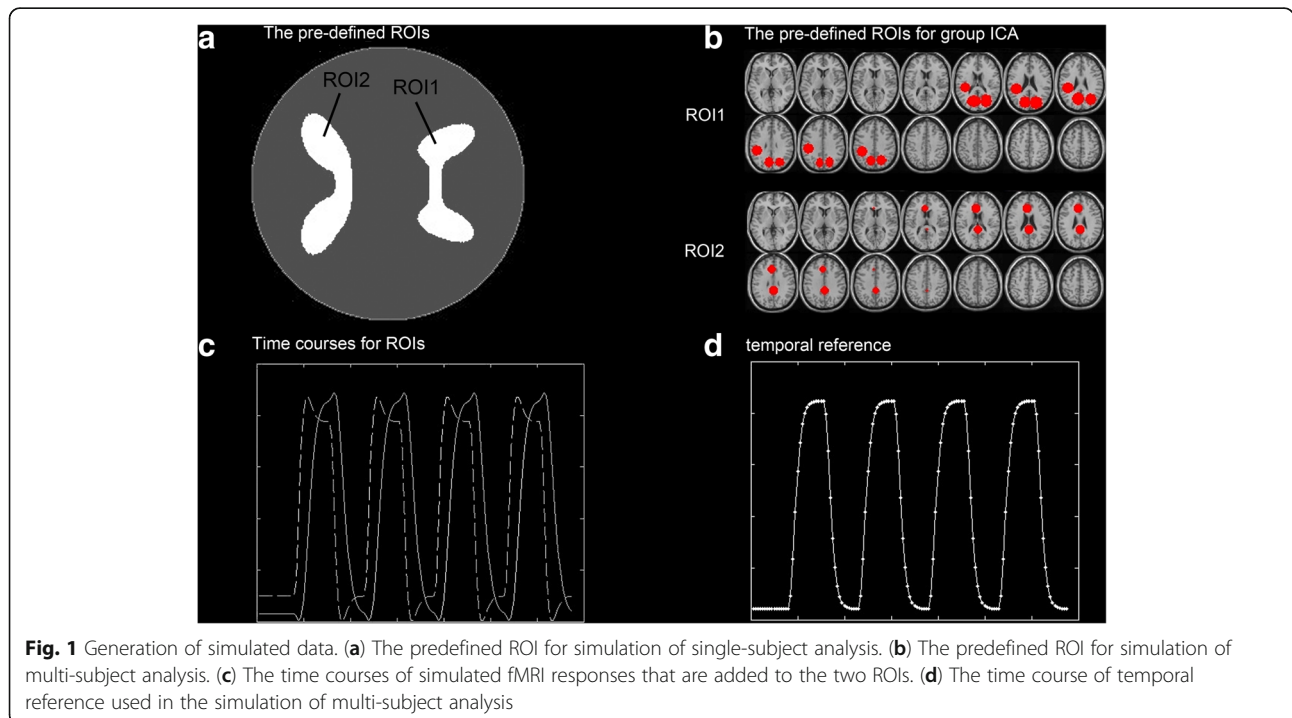 a The pre-defined ROIs
ROI2 ROI1
b The pre-defined ROIs for group ICA
ROI1
ROI2
c Time courses for ROIs
d temporal reference
Fig. 1 Generation of simulated data. (a) The predefined ROI for simulation of single-subject analysis. (b) The predefined ROI for simulation of
multi-subject analysis. (c) The time courses of simulated fMRI responses that are added to the two ROIs. (d) The time course of temporal
reference used in the simulation of multi-subject analysis